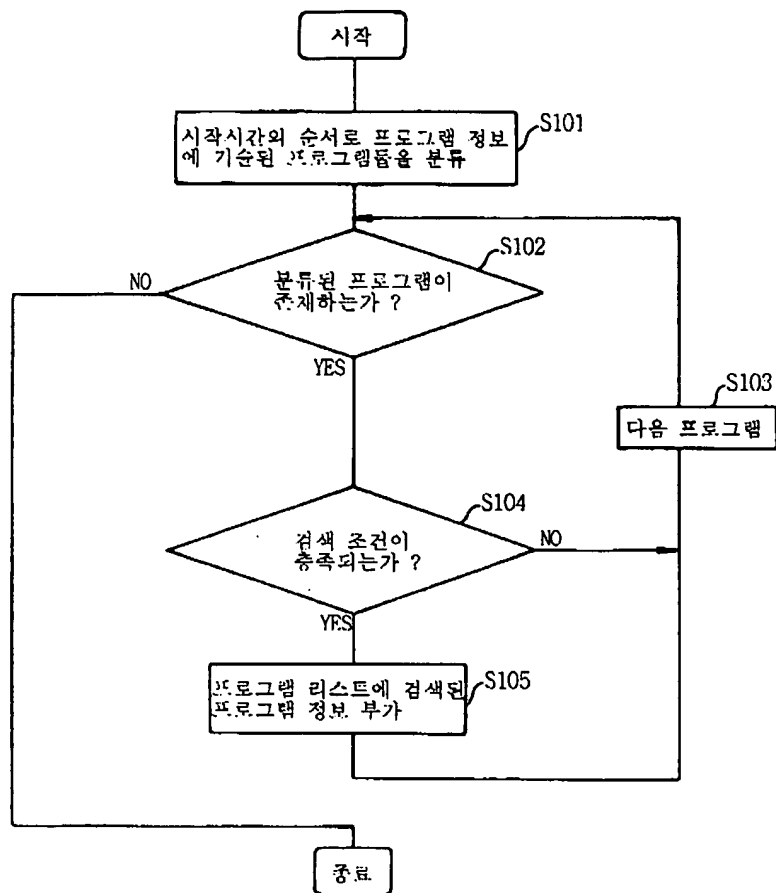 시작
S101
시작시간의 순서로 프로그램 정보
에 기술된 프로그램들을 분류
S102
NO
분류된 프로그램이
존재하는가 ?
YES
S103
다음 프로그램
S104
검색 조건이
충족되는가 ?
NO
YES
S105
프로그램 리스트에 검색된
프로그램 정보 부가
종료